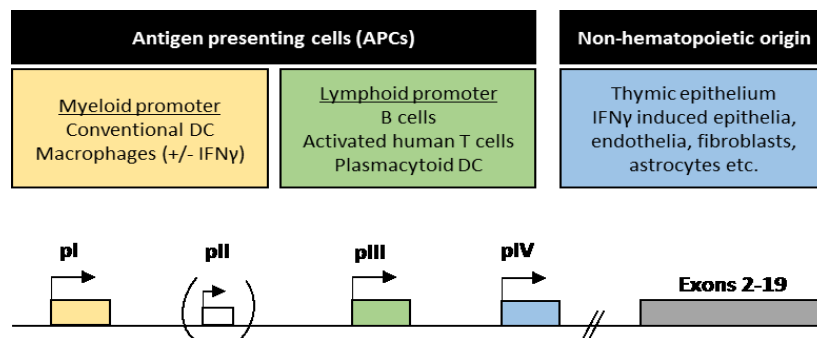 Antigen presenting cells (APCs)
Non-hematopoietic origin
Myeloid promoter
Conventional DC
Macrophages (+/- IFNγ)
Lymphoid promoter
B cells
Activated human T cells
Plasmacytoid DC
Thymic epithelium
IFNγ induced epithelia,
endothelia, fibroblasts,
astrocytes etc.
pI
pII
pIII
pIV
Exons 2-19